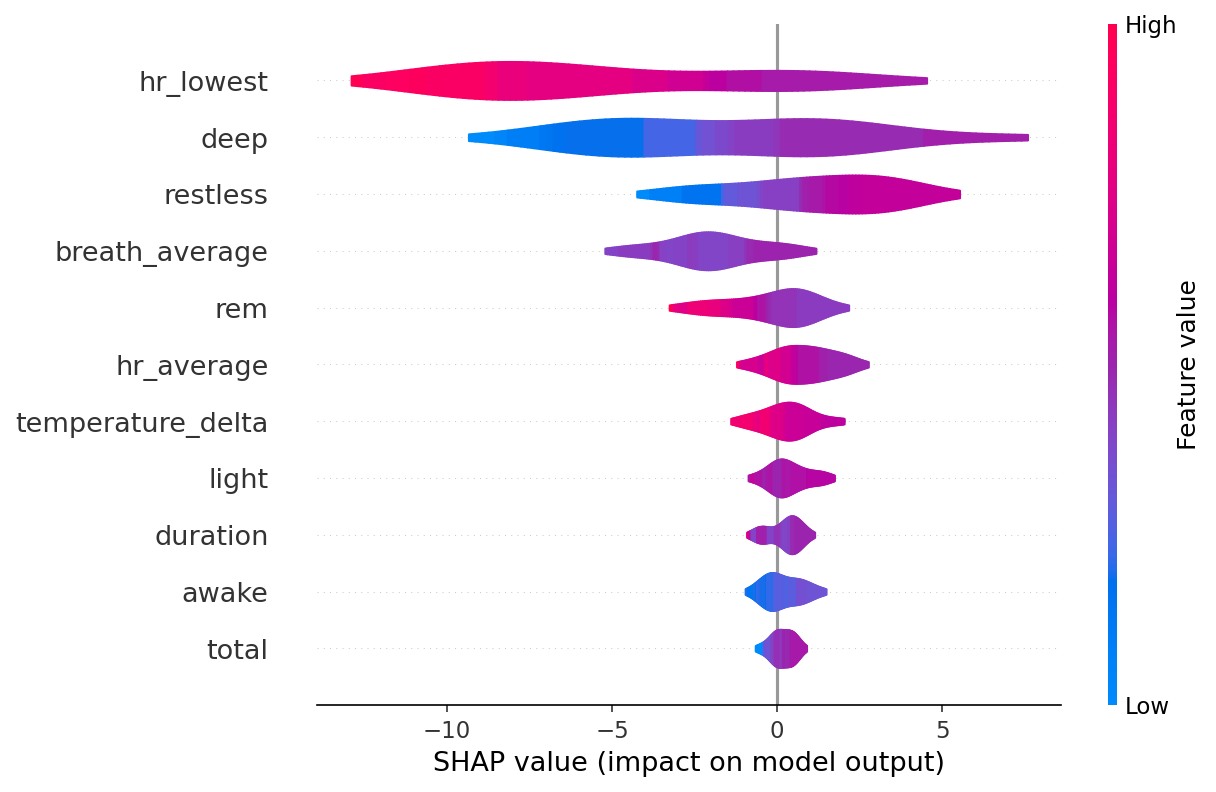 hr_lowest
deep
restless
breath_average
rem
hr_average
temperature_delta
light
duration
awake
total
−10
−5
0
5
SHAP value (impact on model output)
High
Feature value
Low